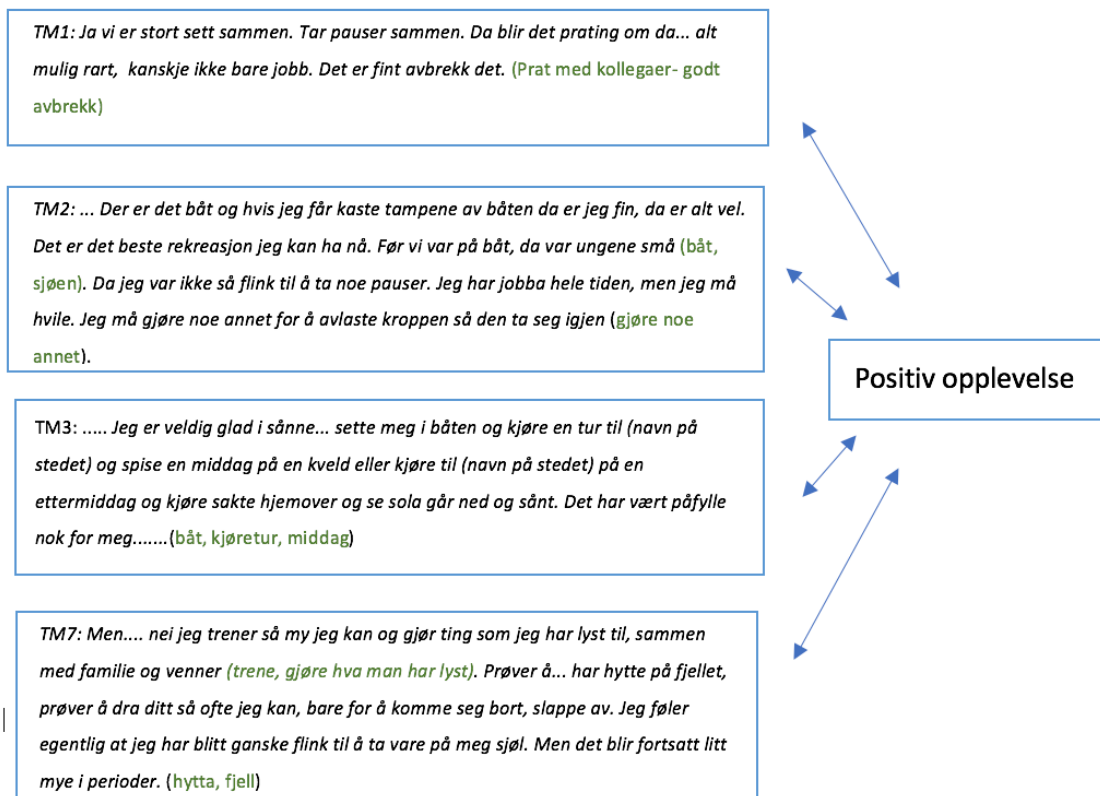 TM1: Ja vi er stort sett sammen. Tar pauser sammen. Da blir det prating om da... alt
mulig rart,  kanskje ikke bare jobb. Det er fint avbrekk det. (Prat med kollegaer- godt
avbrekk)
TM2: ... Der er det båt og hvis jeg får kaste tampene av båten da er jeg fin, da er alt vel.
Det er det beste rekreasjon jeg kan ha nå. Før vi var på båt, da var ungene små (båt,
sjøen). Da jeg var ikke så flink til å ta noe pauser. Jeg har jobba hele tiden, men jeg må
hvile. Jeg må gjøre noe annet for å avlaste kroppen så den ta seg igjen (gjøre noe
annet).
Positiv opplevelse
TM3: ..... Jeg er veldig glad i sånne... sette meg i båten og kjøre en tur til (navn på
stedet) og spise en middag på en kveld eller kjøre til (navn på stedet) på en
ettermiddag og kjøre sakte hjemover og se sola går ned og sånt. Det har vært påfylle
nok for meg.......(båt, kjøretur, middag)
TM7: Men.... nei jeg trener så my jeg kan og gjør ting som jeg har lyst til, sammen
med familie og venner (trene, gjøre hva man har lyst). Prøver å... har hytte på fjellet,
prøver å dra ditt så ofte jeg kan, bare for å komme seg bort, slappe av. Jeg føler
egentlig at jeg har blitt ganske flink til å ta vare på meg sjøl. Men det blir fortsatt litt
mye i perioder. (hytta, fjell)